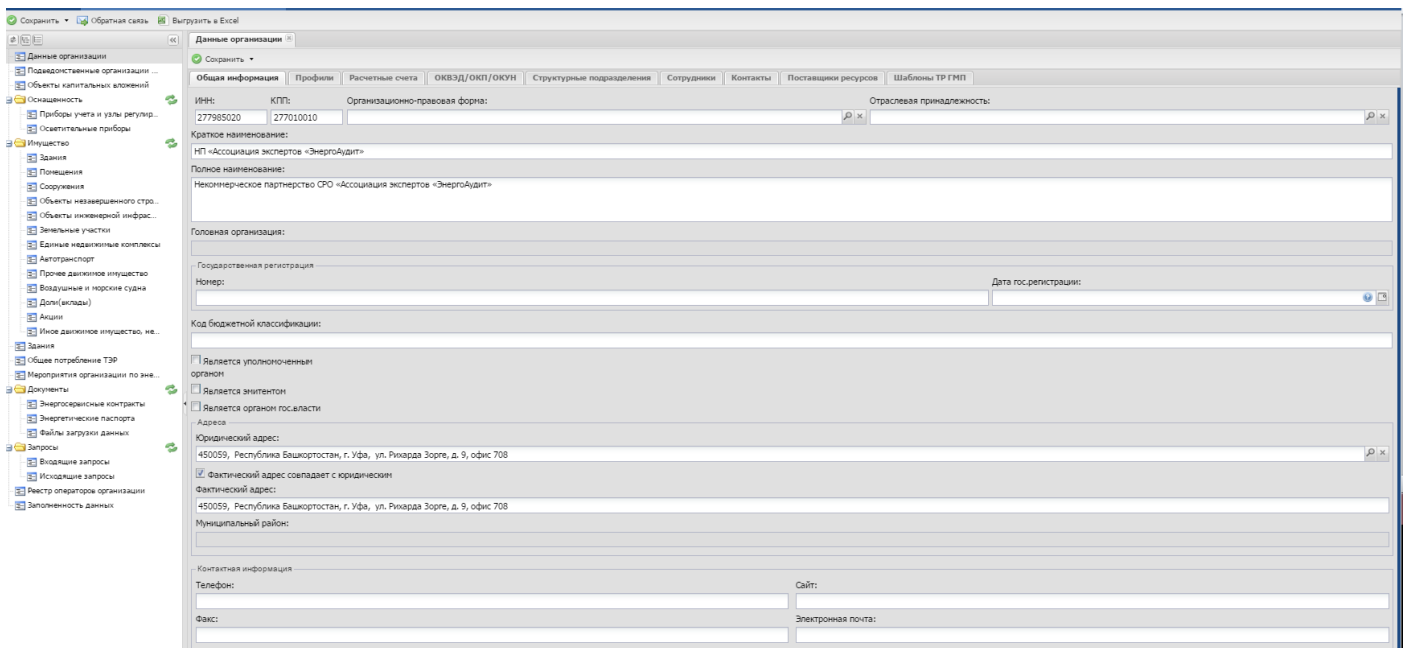 Сохранить Обратная связь Выгрузить в Excel
Данные организации
Подведомственные организации ...
Объекты капитальных вложений
Оснащенность
Приборы учета и узлы регулир...
Осветительные приборы
Имущество
Здания
Помещения
Сооружения
Объекты незавершенного стро...
Объекты инженерной инфрас...
Земельные участки
Единые недвижимые комплексы
Автотранспорт
Прочее движимое имущество
Воздушные и морские судна
Доли(вклады)
Акции
Иное движимое имущество, не...
Здания
Общее потребление ТЭР
Мероприятия организации по эне...
Документы
Энергосервисные контракты
Энергетические паспорта
Файлы загрузки данных
Запросы
Входящие запросы
Исходящие запросы
Реестр операторов организации
Заполненность данных
Данные организации
Сохранить
Общая информация Профили Расчетные счета ОКВЭД/ОКП/ОКУН Структурные подразделения Сотрудники Контакты Поставщики ресурсов Шаблоны ТР ГМП
ИНН: КПП: Организационно-правовая форма: Отраслевая принадлежность:
277985020 277010010
Краткое наименование:
НП «Ассоциация экспертов «ЭнергоАудит»
Полное наименование:
Некоммерческое партнерство СРО «Ассоциация экспертов «ЭнергоАудит»
Головная организация:
Государственная регистрация
Номер: Дата гос.регистрации:
Код бюджетной классификации:
Является уполномоченным
органом
Является эмитентом
Является органом гос.власти
Адреса
Юридический адрес:
450059, Республика Башкортостан, г. Уфа, ул. Рихарда Зорге, д. 9, офис 708
Фактический адрес совпадает с юридическим
Фактический адрес:
450059, Республика Башкортостан, г. Уфа, ул. Рихарда Зорге, д. 9, офис 708
Муниципальный район:
Контактная информация
Телефон: Сайт:
Факс: Электронная почта: